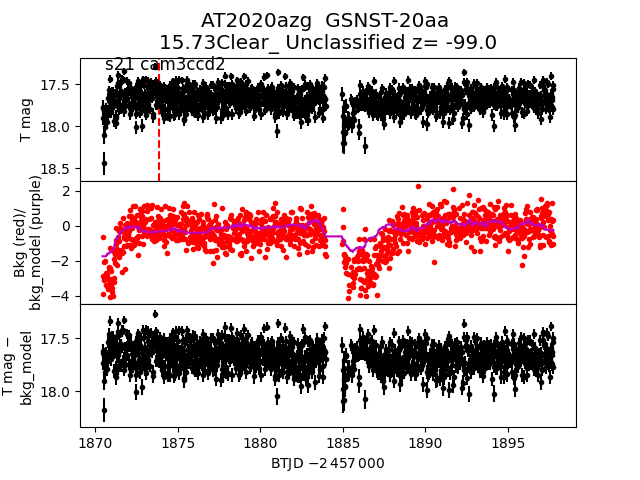 AT2020azg  GSNST-20aa
15.73Clear_ Unclassified z= -99.0
s21 cam3ccd2
17.5
18.0
18.5
T mag
2
0
−2
−4
Bkg (red)/
bkg_model (purple)
17.5
18.0
T mag −
bkg_model
1870
1875
1880
1885
1890
1895
BTJD −2 457 000